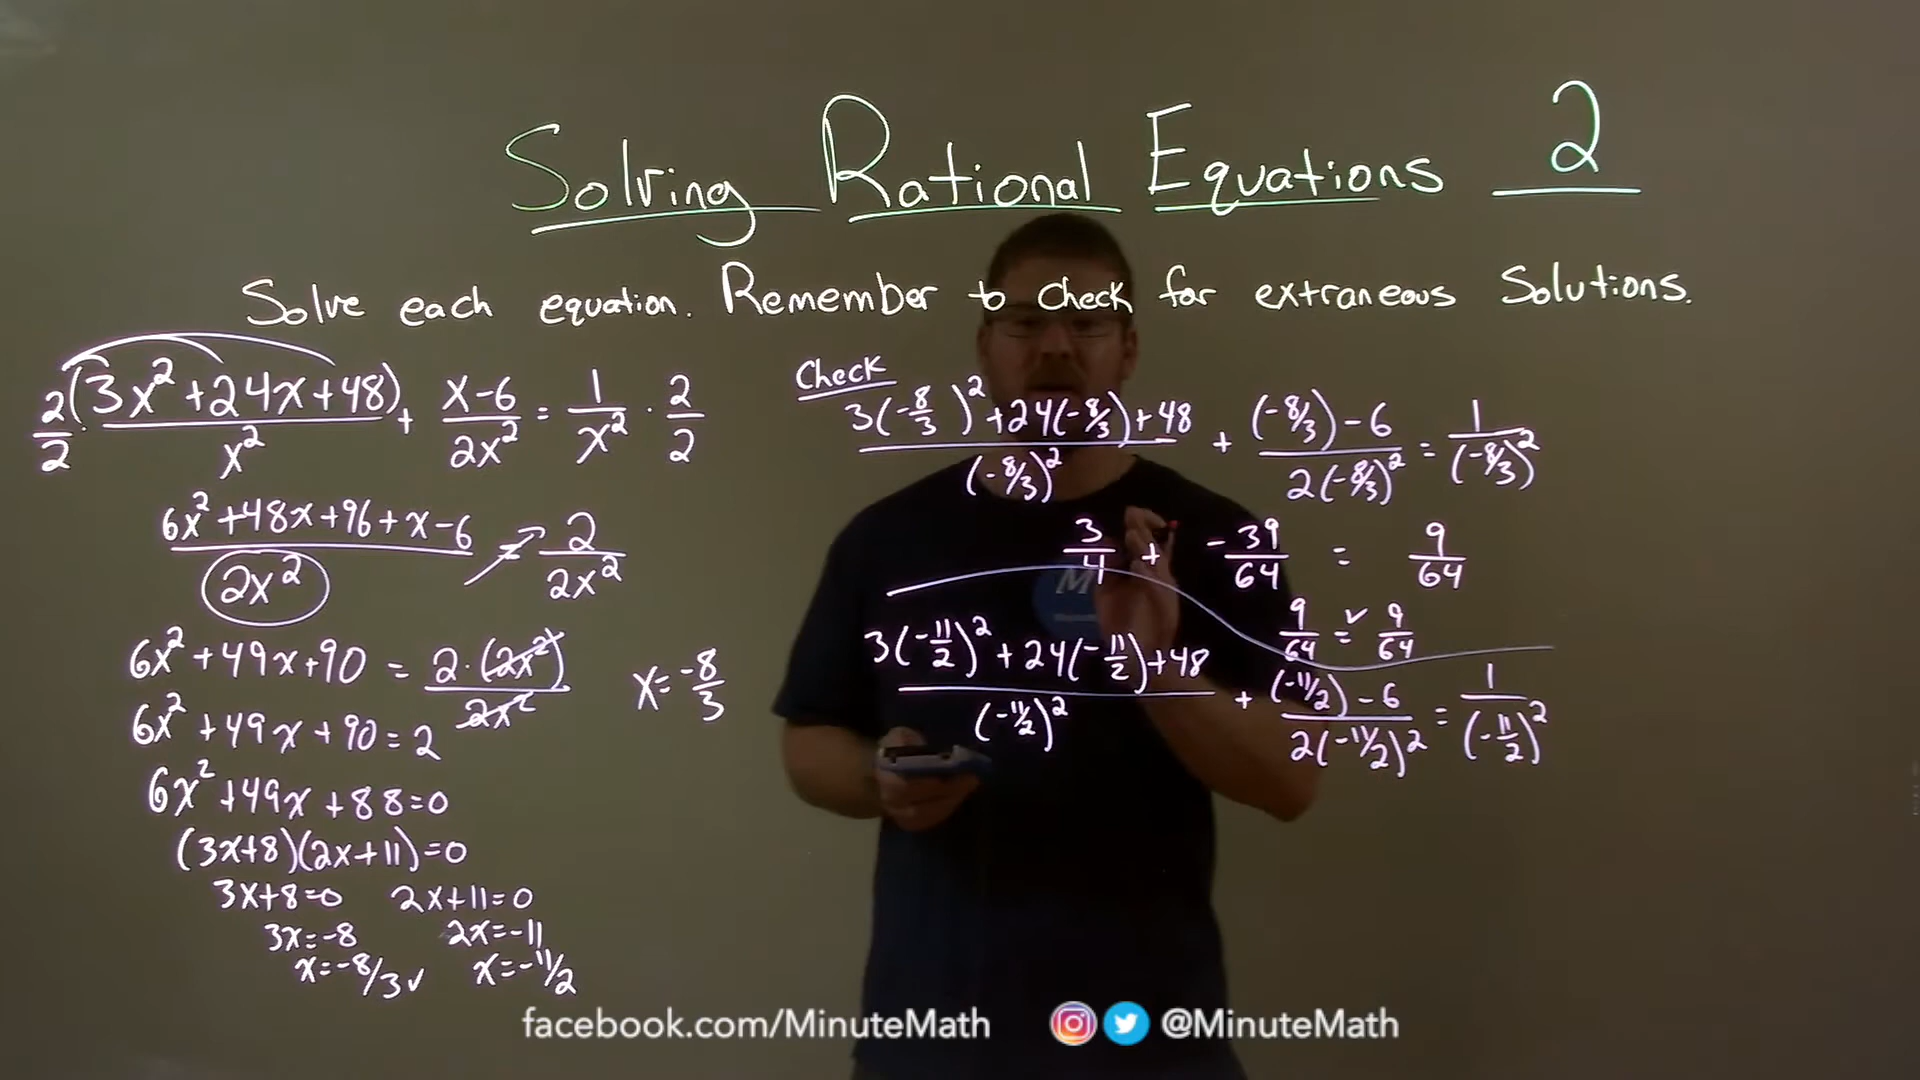 Solving Rational Equations 2
Solve each equation. Remember to check for extraneous solutions.
2/2 · (3x² + 24x + 48)/x² + (x-6)/2x² = 1/x² · 2/2
(6x² + 48x + 96 + x - 6)/2x² = 2/2x²
6x² + 49x + 90 = 2·(2x²)/2x²
6x² + 49x + 90 = 2
6x² + 49x + 88 = 0
(3x+8)(2x+11) = 0
3x+8=0 2x+11=0
3x=-8 2x=-11
x=-8/3 ✓ x=-11/2
x = -8/3
Check
(3(-8/3)² + 24(-8/3) + 48)/(-8/3)² + ((-8/3) - 6)/2(-8/3)² = 1/(-8/3)²
3/4 + -39/64 = 9/64
9/64 =✓ 9/64
(3(-11/2)² + 24(-11/2) + 48)/(-11/2)² + ((-11/2) - 6)/2(-11/2)² = 1/(-11/2)²
M
facebook.com/MinuteMath @MinuteMath